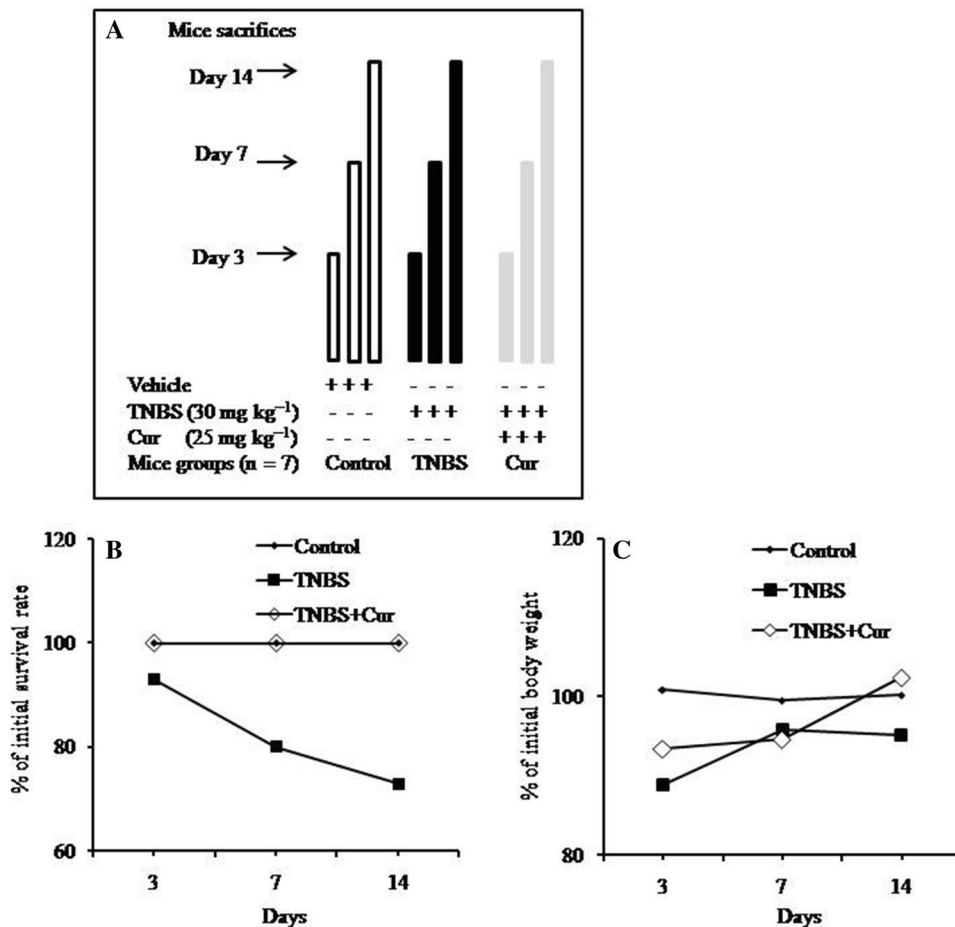 A
Mice sacrifices
Day 14
Day 7
Day 3
Vehicle + + + - - - - - -
TNBS (30 mg kg⁻¹) - - - + + + + + +
Cur (25 mg kg⁻¹) - - - - - - + + +
Mice groups (n = 7) Control TNBS Cur
B
% of initial survival rate
120
100
80
60
Control
TNBS
TNBS+Cur
3 7 14
Days
C
% of initial body weight
120
100
80
Control
TNBS
TNBS+Cur
3 7 14
Days